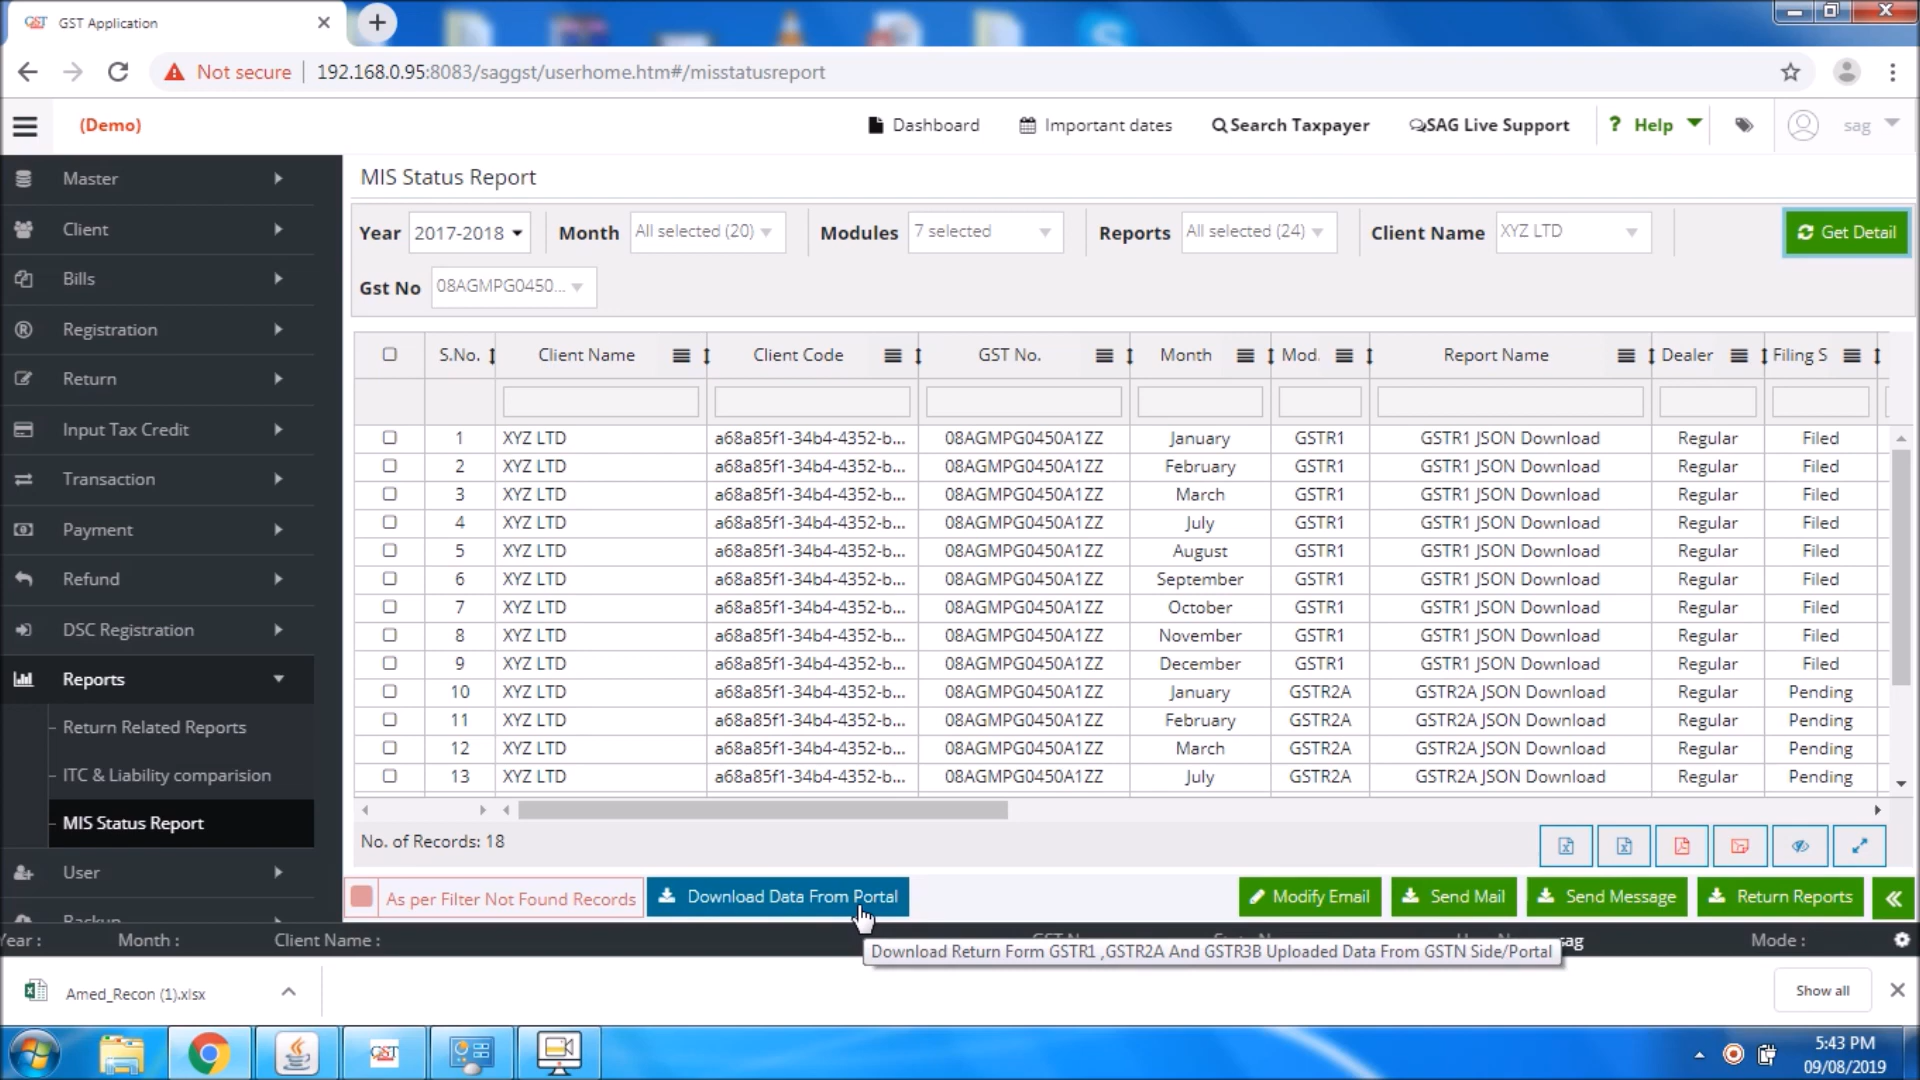 GST Application
Not secure 192.168.0.95:8083/saggst/userhome.htm#/misstatusreport
(Demo) Dashboard Important dates Search Taxpayer SAG Live Support ? Help sag
Master
Client
Bills
Registration
Return
Input Tax Credit
Transaction
Payment
Refund
DSC Registration
Reports
Return Related Reports
ITC & Liability comparision
MIS Status Report
User
Backup
MIS Status Report
Year 2017-2018 Month All selected (20) Modules 7 selected Reports All selected (24) Client Name XYZ LTD Get Detail
Gst No 08AGMPG0450...
S.No. Client Name Client Code GST No. Month Mod. Report Name Dealer Filing S
1 XYZ LTD a68a85f1-34b4-4352-b... 08AGMPG0450A1ZZ January GSTR1 GSTR1 JSON Download Regular Filed
2 XYZ LTD a68a85f1-34b4-4352-b... 08AGMPG0450A1ZZ February GSTR1 GSTR1 JSON Download Regular Filed
3 XYZ LTD a68a85f1-34b4-4352-b... 08AGMPG0450A1ZZ March GSTR1 GSTR1 JSON Download Regular Filed
4 XYZ LTD a68a85f1-34b4-4352-b... 08AGMPG0450A1ZZ July GSTR1 GSTR1 JSON Download Regular Filed
5 XYZ LTD a68a85f1-34b4-4352-b... 08AGMPG0450A1ZZ August GSTR1 GSTR1 JSON Download Regular Filed
6 XYZ LTD a68a85f1-34b4-4352-b... 08AGMPG0450A1ZZ September GSTR1 GSTR1 JSON Download Regular Filed
7 XYZ LTD a68a85f1-34b4-4352-b... 08AGMPG0450A1ZZ October GSTR1 GSTR1 JSON Download Regular Filed
8 XYZ LTD a68a85f1-34b4-4352-b... 08AGMPG0450A1ZZ November GSTR1 GSTR1 JSON Download Regular Filed
9 XYZ LTD a68a85f1-34b4-4352-b... 08AGMPG0450A1ZZ December GSTR1 GSTR1 JSON Download Regular Filed
10 XYZ LTD a68a85f1-34b4-4352-b... 08AGMPG0450A1ZZ January GSTR2A GSTR2A JSON Download Regular Pending
11 XYZ LTD a68a85f1-34b4-4352-b... 08AGMPG0450A1ZZ February GSTR2A GSTR2A JSON Download Regular Pending
12 XYZ LTD a68a85f1-34b4-4352-b... 08AGMPG0450A1ZZ March GSTR2A GSTR2A JSON Download Regular Pending
13 XYZ LTD a68a85f1-34b4-4352-b... 08AGMPG0450A1ZZ July GSTR2A GSTR2A JSON Download Regular Pending
No. of Records: 18
As per Filter Not Found Records Download Data From Portal Modify Email Send Mail Send Message Return Reports
Year : Month : Client Name : sag Mode :
Download Return Form GSTR1 ,GSTR2A And GSTR3B Uploaded Data From GSTN Side/Portal
Amed_Recon (1).xlsx Show all
GST
5:43 PM
09/08/2019